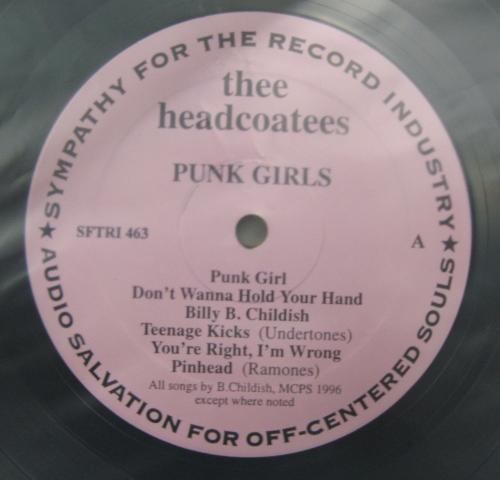 ★ SYMPATHY FOR THE RECORD INDUSTRY ★
thee
headcoatees
PUNK GIRLS
SFTRI 463
A
Punk Girl
Don't Wanna Hold Your Hand
Billy B. Childish
Teenage Kicks (Undertones)
You're Right, I'm Wrong
Pinhead (Ramones)
All songs by B.Childish, MCPS 1996
except where noted
AUDIO SALVATION FOR OFF-CENTERED SOULS